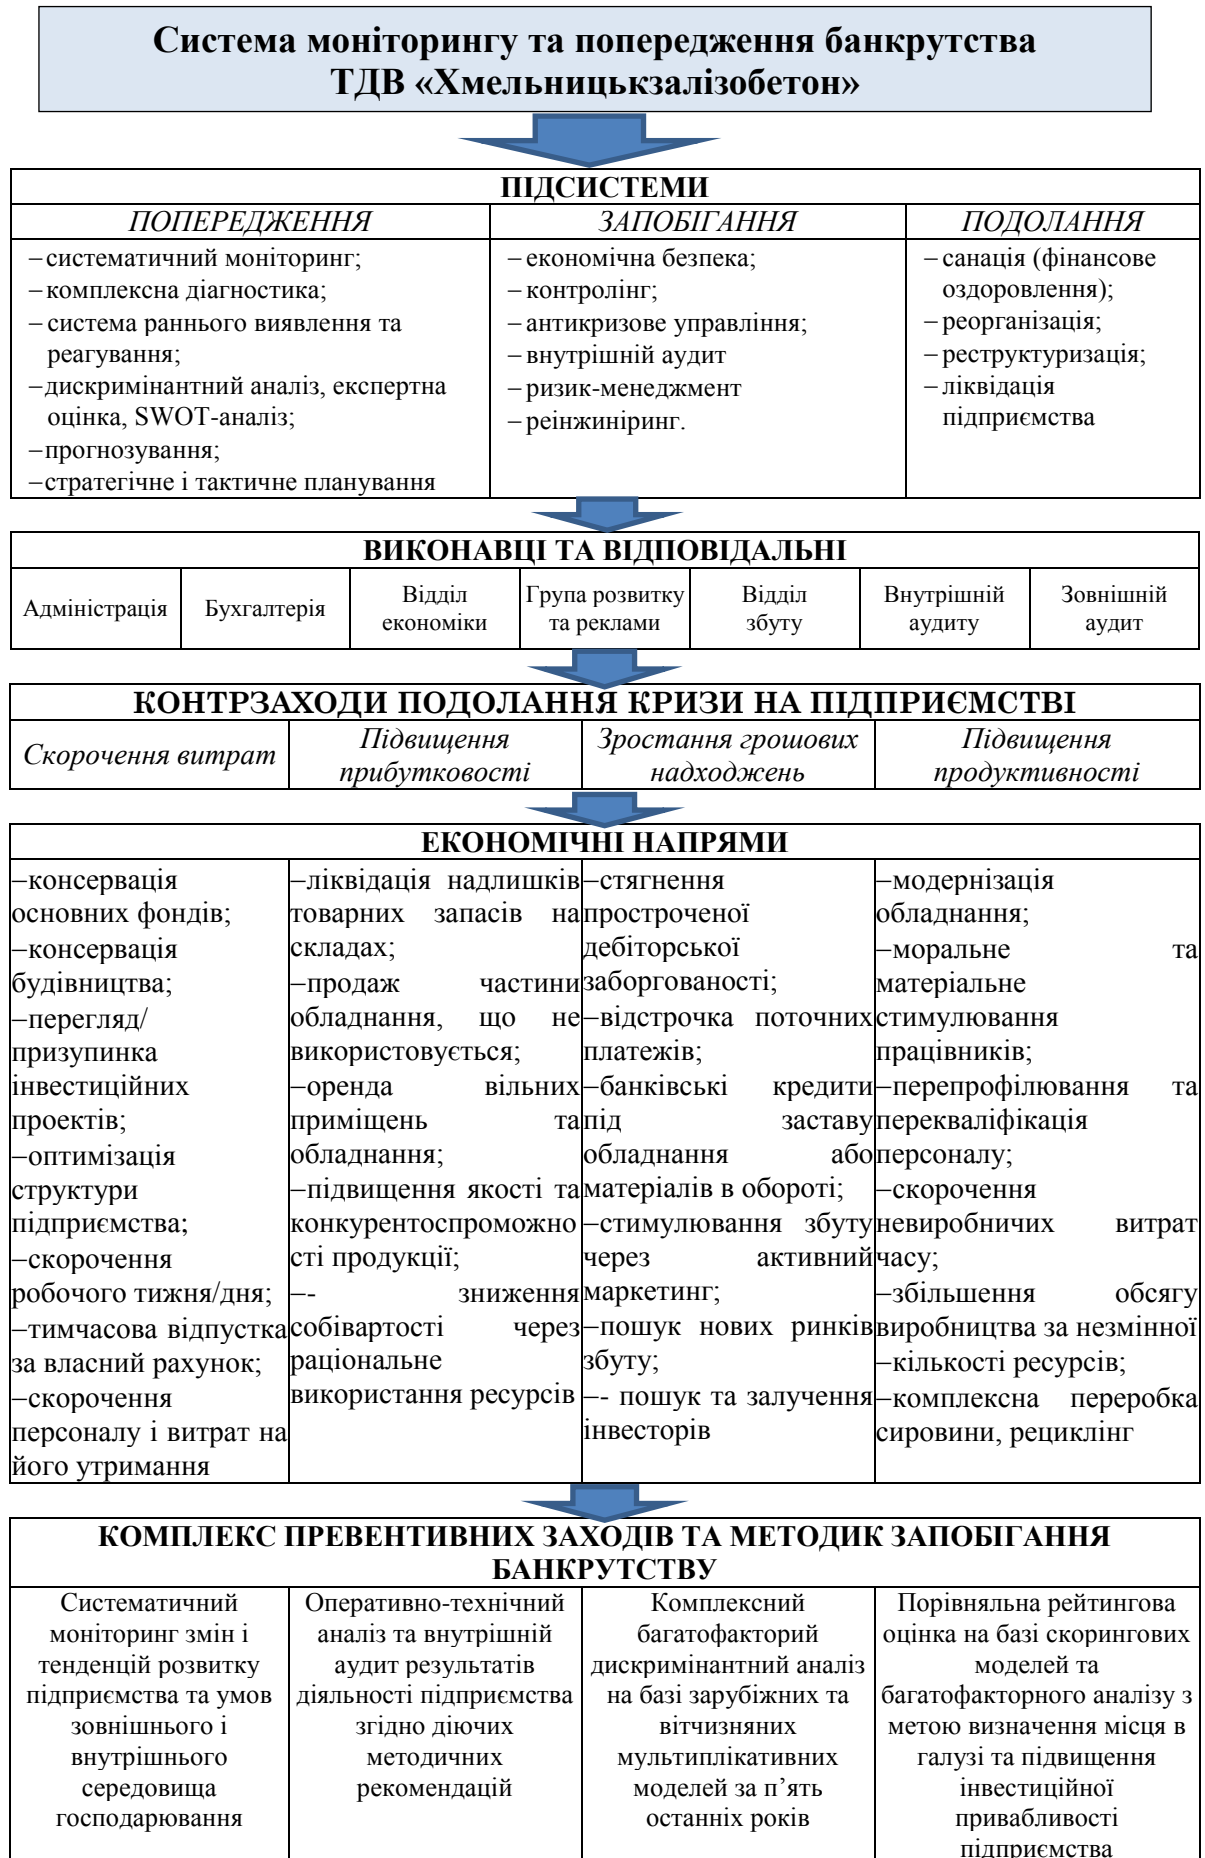 Система моніторингу та попередження банкрутства
ТДВ «Хмельницькзалізобетон»
ПІДСИСТЕМИ
ПОПЕРЕДЖЕННЯ
–систематичний моніторинг;
–комплексна діагностика;
–система раннього виявлення та
реагування;
–дискримінантний аналіз, експертна
оцінка, SWOT-аналіз;
–прогнозування;
–стратегічне і тактичне планування
ЗАПОБІГАННЯ
–економічна безпека;
–контролінг;
–антикризове управління;
–внутрішній аудит
–ризик-менеджмент
–реінжиніринг.
ПОДОЛАННЯ
–санація (фінансове
оздоровлення);
–реорганізація;
–реструктуризація;
–ліквідація
підприємства
ВИКОНАВЦІ ТА ВІДПОВІДАЛЬНІ
Адміністрація
Бухгалтерія
Відділ
економіки
Група розвитку
та реклами
Відділ
збуту
Внутрішній
аудиту
Зовнішній
аудит
КОНТРЗАХОДИ ПОДОЛАННЯ КРИЗИ НА ПІДПРИЄМСТВІ
Скорочення витрат
Підвищення
прибутковості
Зростання грошових
надходжень
Підвищення
продуктивності
ЕКОНОМІЧНІ НАПРЯМИ
–консервація
основних фондів;
–консервація
будівництва;
–перегляд/
призупинка
інвестиційних
проектів;
–оптимізація
структури
підприємства;
–скорочення
робочого тижня/дня;
–тимчасова відпустка
за власний рахунок;
–скорочення
персоналу і витрат на
його утримання
–ліквідація надлишків
товарних запасів на
складах;
–продаж частини
обладнання, що не
використовується;
–оренда вільних
приміщень та
обладнання;
–підвищення якості та
конкурентоспроможно
сті продукції;
–- зниження
собівартості через
раціональне
використання ресурсів
–стягнення
простроченої
дебіторської
заборгованості;
–відстрочка поточних
платежів;
–банківські кредити
під заставу
обладнання або
матеріалів в обороті;
–стимулювання збуту
через активний
маркетинг;
–пошук нових ринків
збуту;
–- пошук та залучення
інвесторів
–модернізація
обладнання;
–моральне та
матеріальне
стимулювання
працівників;
–перепрофілювання та
перекваліфікація
персоналу;
–скорочення
невиробничих витрат
часу;
–збільшення обсягу
виробництва за незмінної
–кількості ресурсів;
–комплексна переробка
сировини, рециклінг
КОМПЛЕКС ПРЕВЕНТИВНИХ ЗАХОДІВ ТА МЕТОДИК ЗАПОБІГАННЯ
БАНКРУТСТВУ
Систематичний
моніторинг змін і
тенденцій розвитку
підприємства та умов
зовнішнього і
внутрішнього
середовища
господарювання
Оперативно-технічний
аналіз та внутрішній
аудит результатів
діяльності підприємства
згідно діючих
методичних
рекомендацій
Комплексний
багатофакторий
дискримінантний аналіз
на базі зарубіжних та
вітчизняних
мультиплікативних
моделей за п’ять
останніх років
Порівняльна рейтингова
оцінка на базі скорингових
моделей та
багатофакторного аналізу з
метою визначення місця в
галузі та підвищення
інвестиційної
привабливості
підприємства